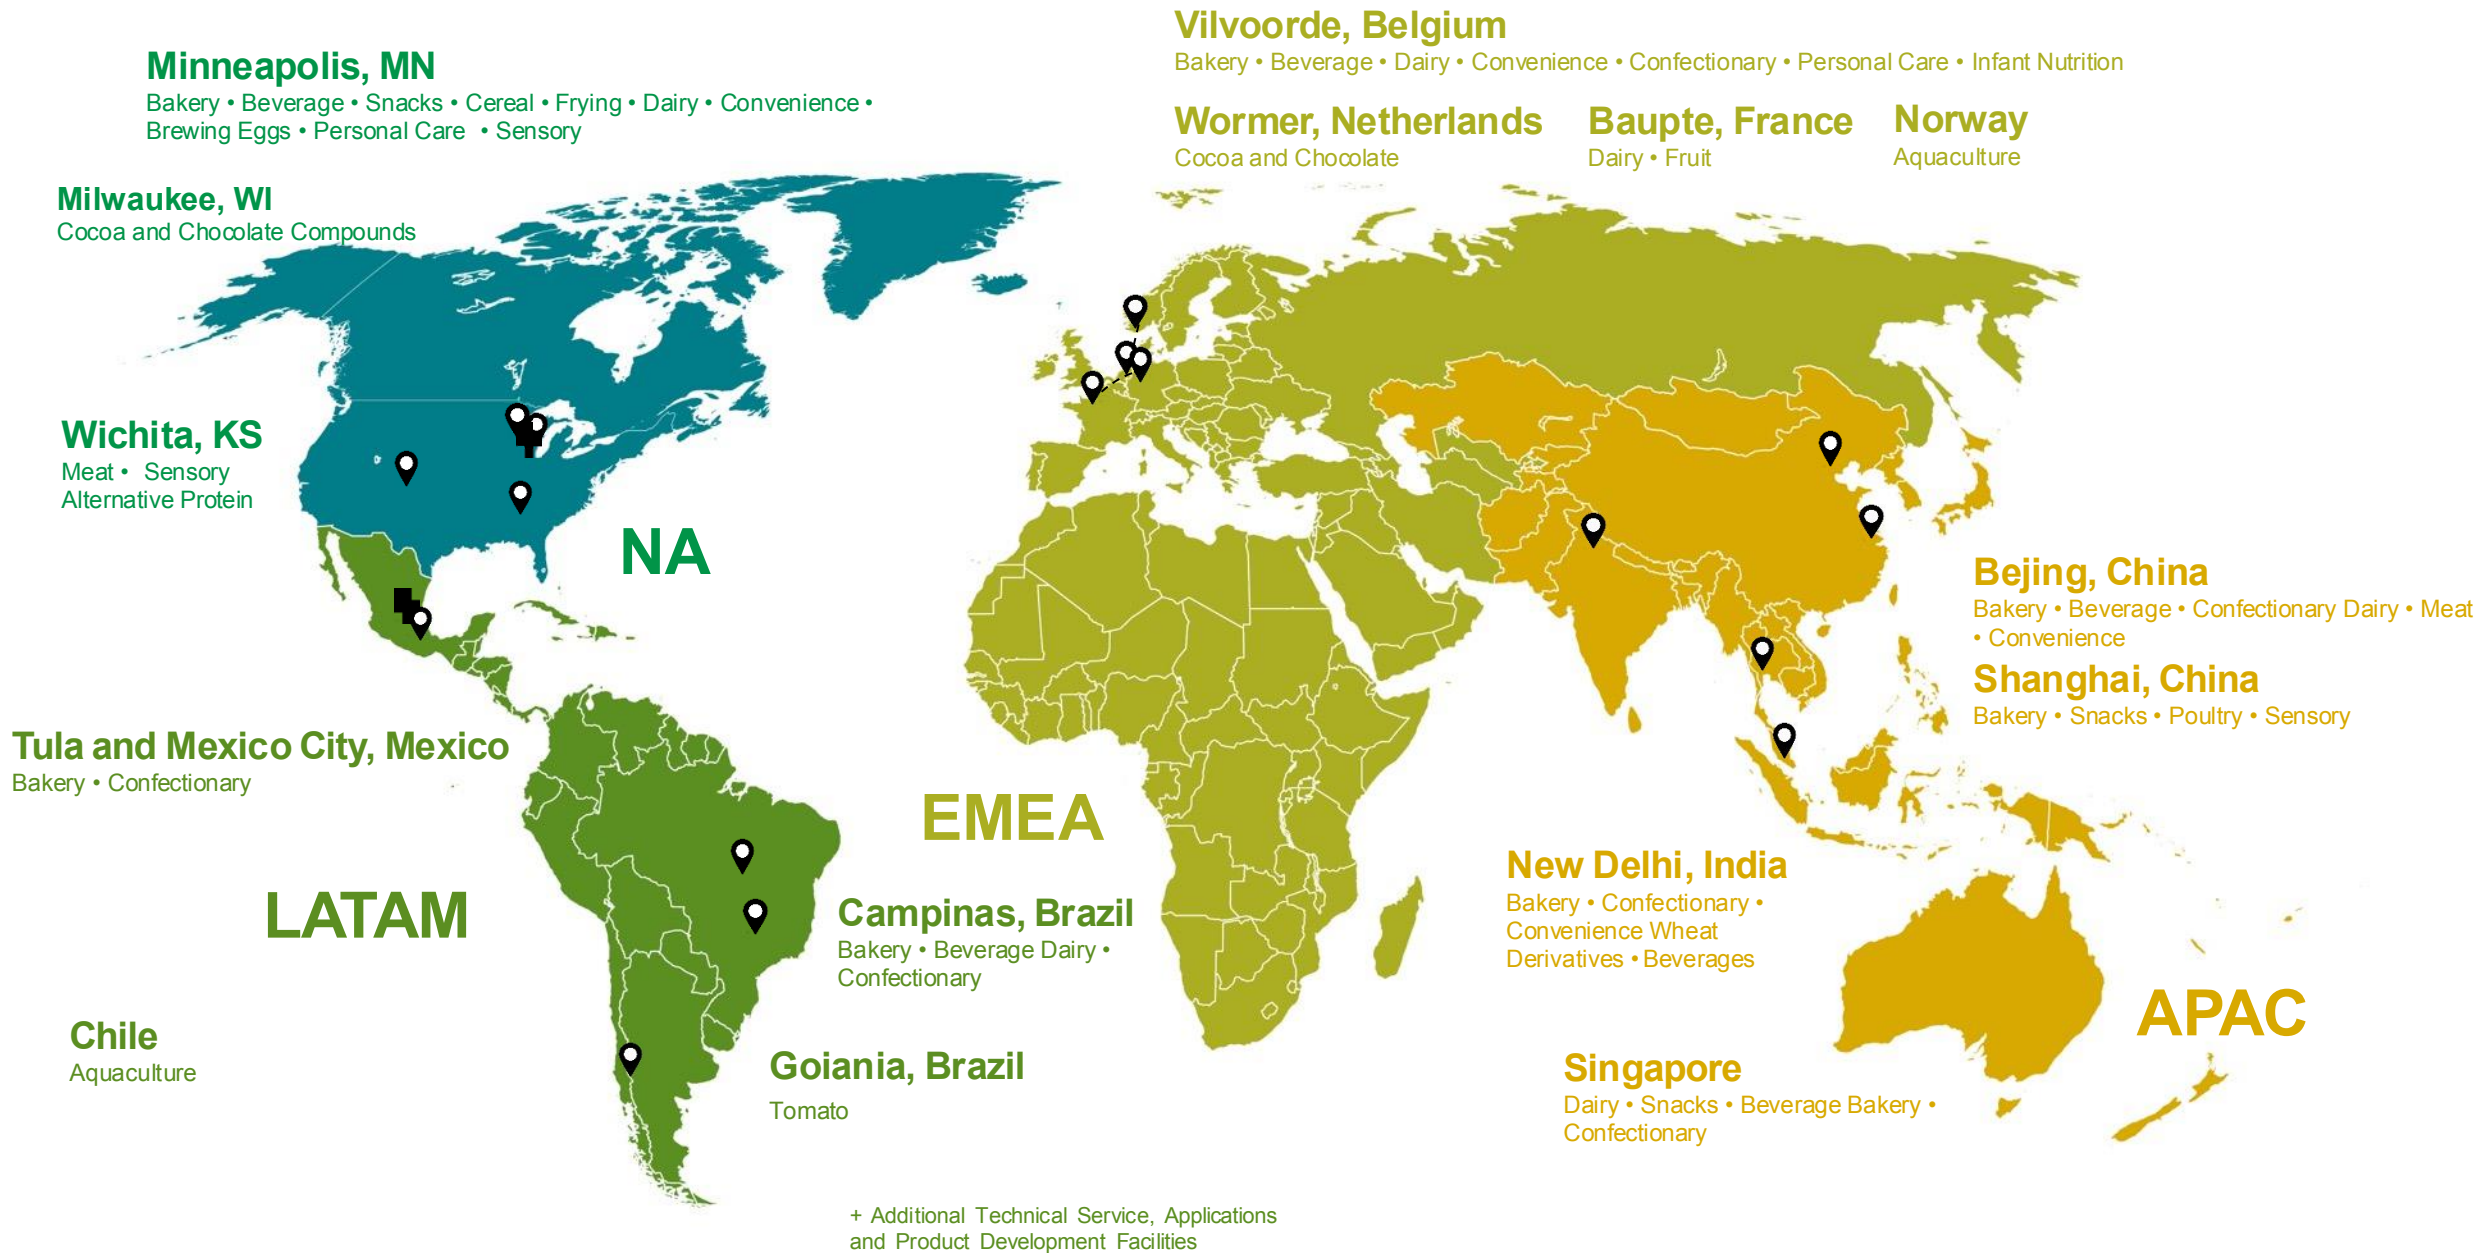 Vilvoorde, Belgium
Bakery • Beverage • Dairy • Convenience • Confectionary • Personal Care • Infant Nutrition
Minneapolis, MN
Bakery • Beverage • Snacks • Cereal • Frying • Dairy • Convenience •
Brewing Eggs • Personal Care • Sensory
Wormer, Netherlands
Cocoa and Chocolate
Baupte, France
Dairy • Fruit
Norway
Aquaculture
Milwaukee, WI
Cocoa and Chocolate Compounds
Wichita, KS
Meat • Sensory
Alternative Protein
NA
Bejing, China
Bakery • Beverage • Confectionary Dairy • Meat
• Convenience
Shanghai, China
Bakery • Snacks • Poultry • Sensory
Tula and Mexico City, Mexico
Bakery • Confectionary
EMEA
LATAM
Campinas, Brazil
Bakery • Beverage Dairy •
Confectionary
New Delhi, India
Bakery • Confectionary •
Convenience Wheat
Derivatives • Beverages
APAC
Chile
Aquaculture
Goiania, Brazil
Tomato
Singapore
Dairy • Snacks • Beverage Bakery •
Confectionary
+ Additional Technical Service, Applications
and Product Development Facilities